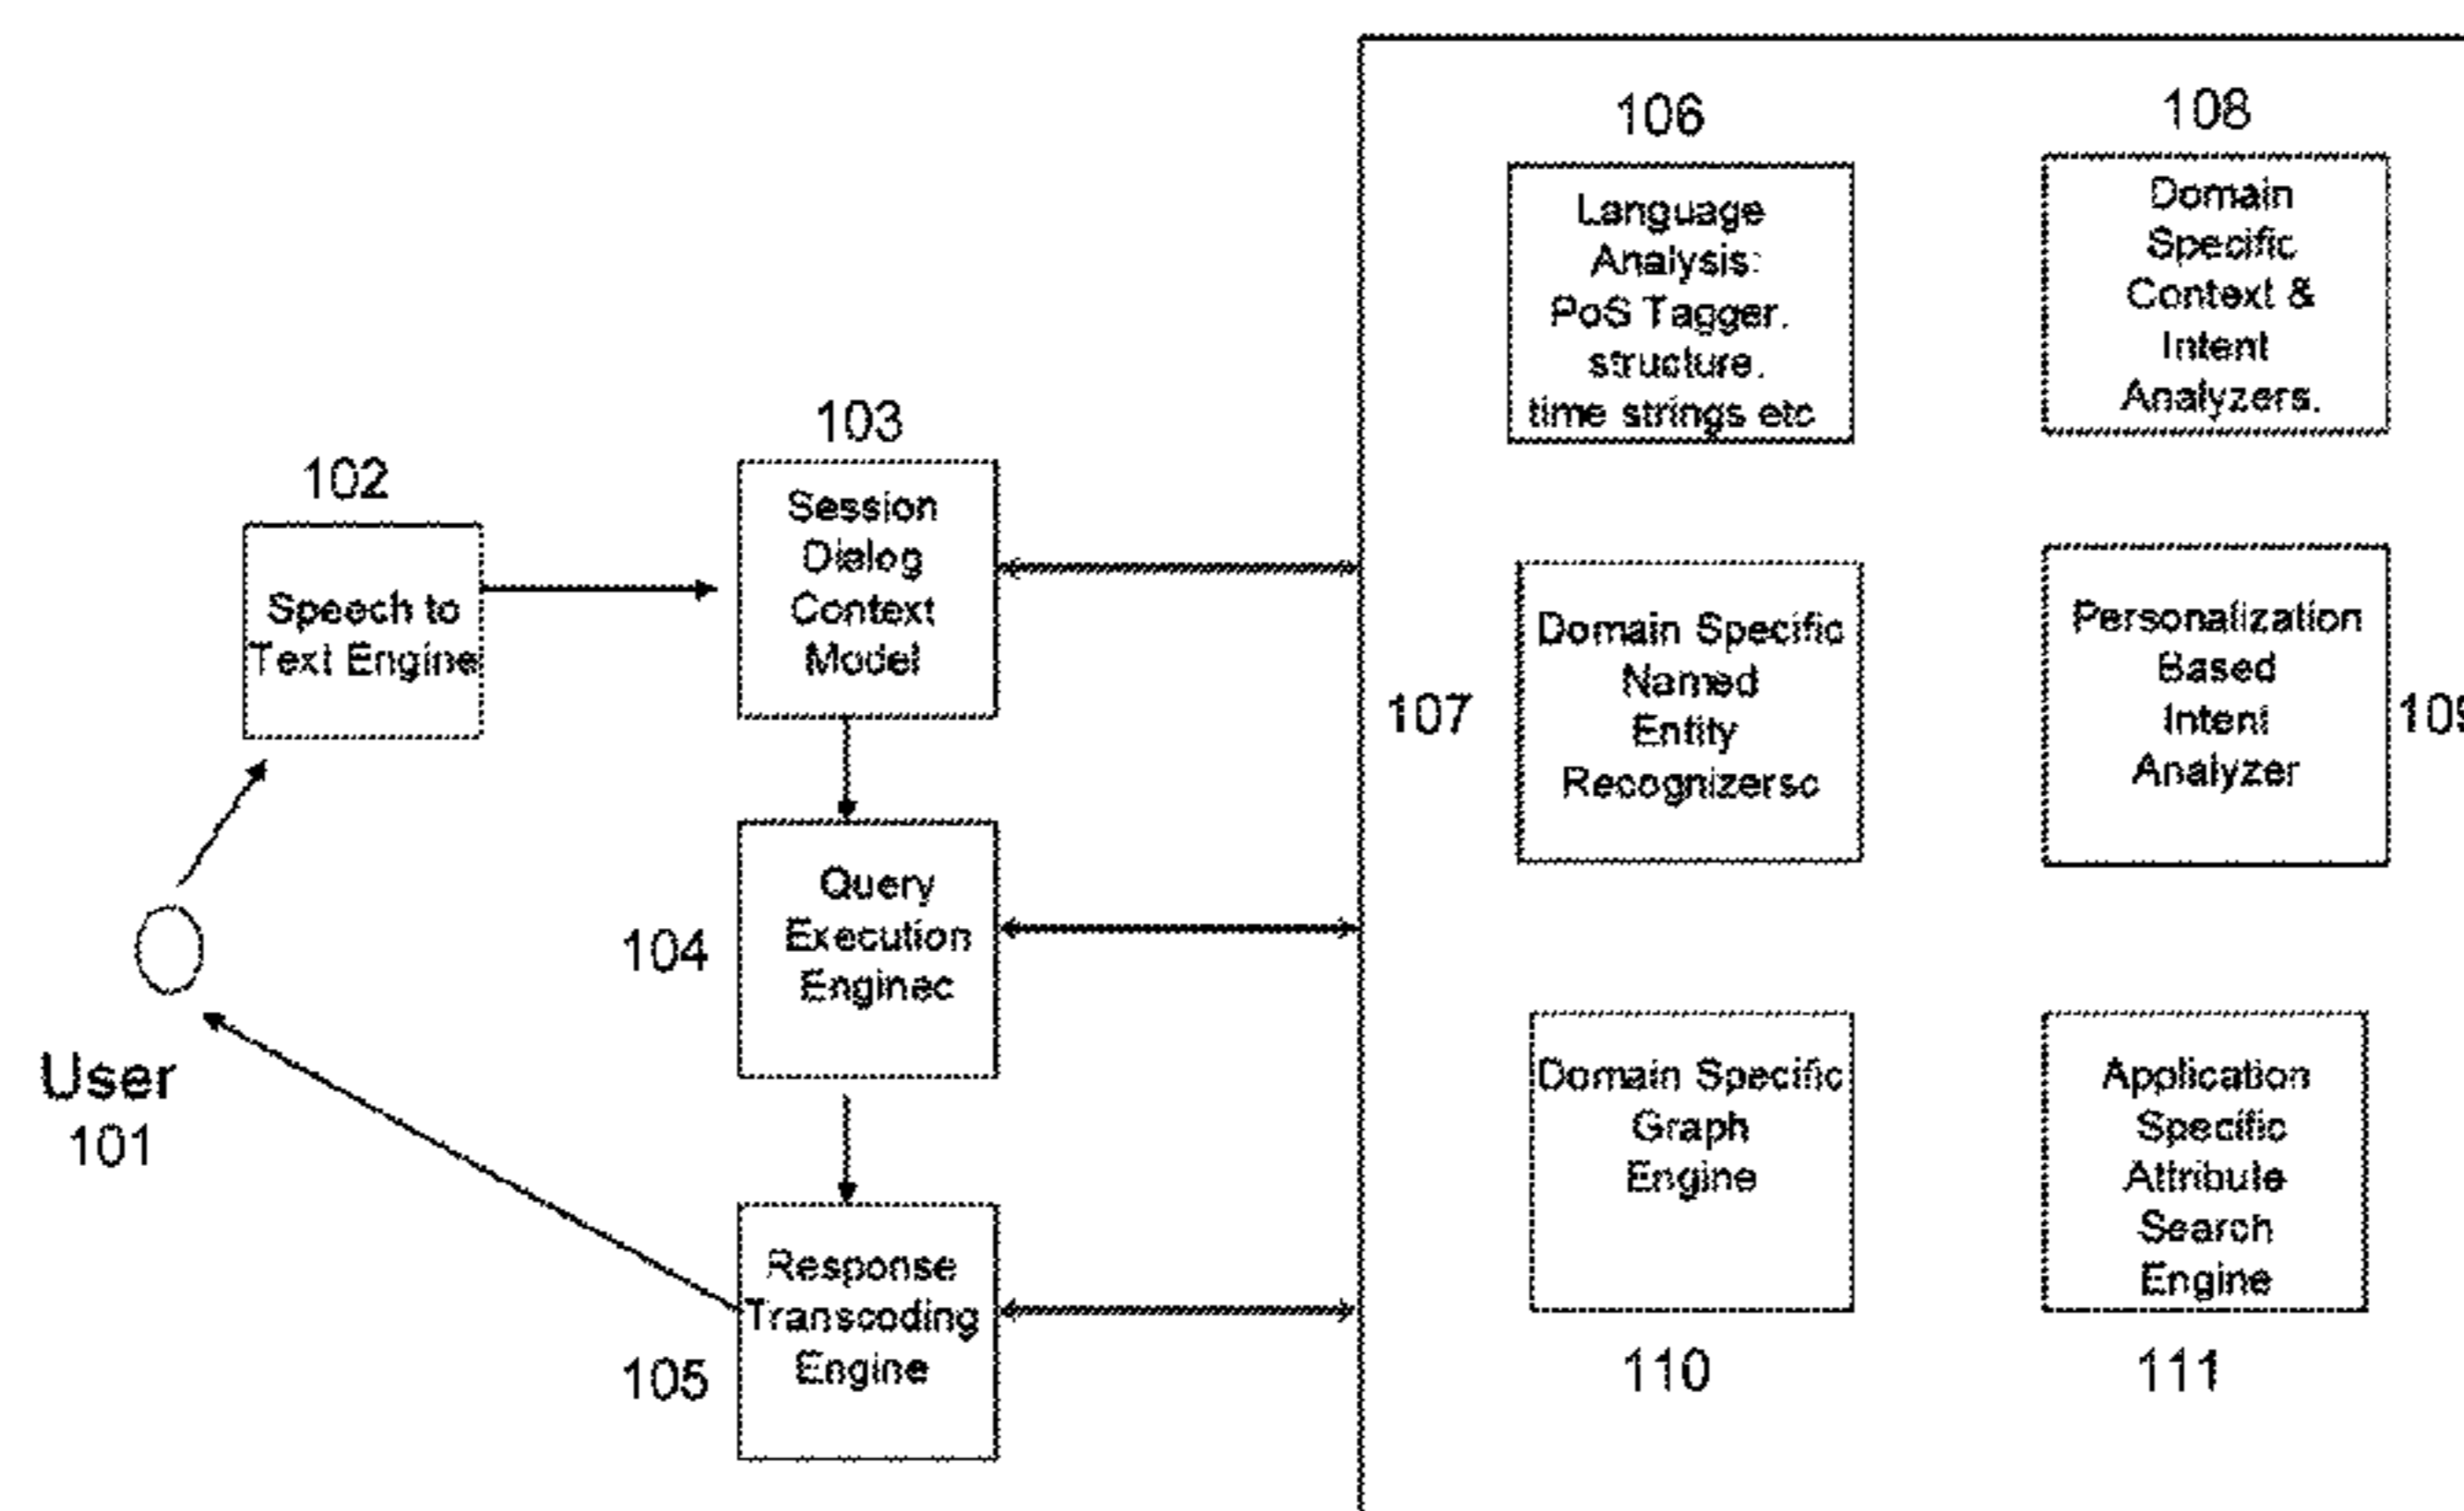 102
Speech to
Text Engine
User
101
103
Session
Dialog
Context
Model
104
Query
Execution
Enginec
105
Response
Transcoding
Engine
106
Language
Analysis:
PoS Tagger.
structure.
time strings etc
107
Domain Specific
Named
Entity
Recognizersc
Domain Specific
Graph
Engine
110
108
Domain
Specific
Context &
Intent
Analyzers.
Personalization
Based
Intent
Analyzer
109
Application
Specific
Attribute
Search
Engine
111